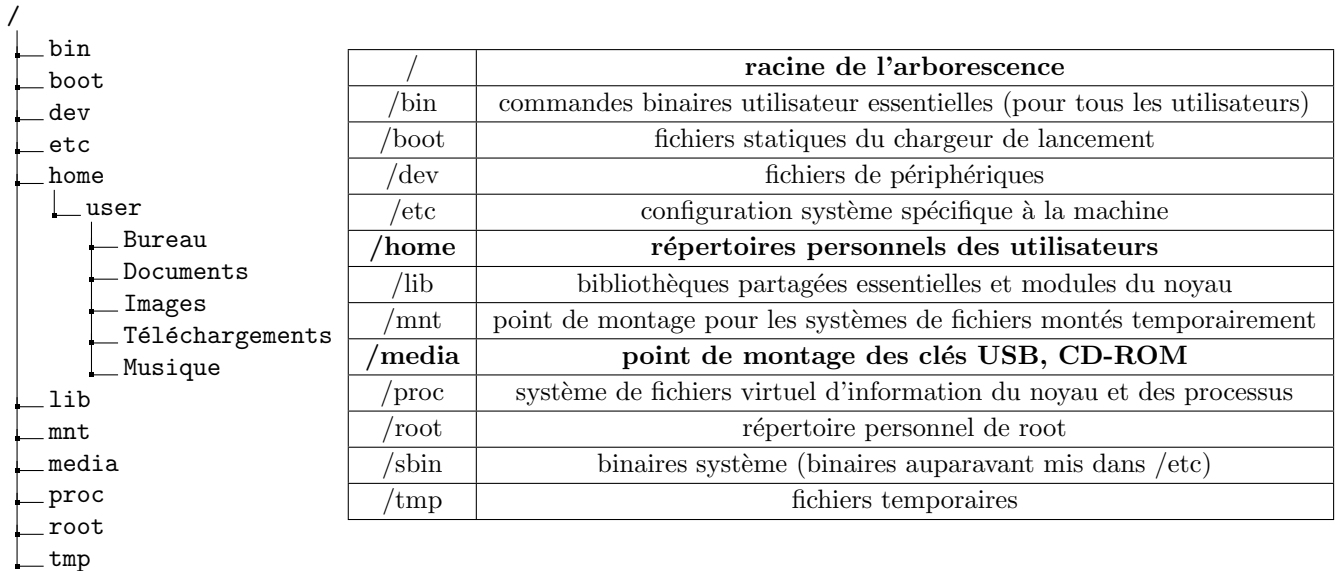 /
bin
boot
dev
etc
home
user
Bureau
Documents
Images
Téléchargements
Musique
lib
mnt
media
proc
root
tmp
/ racine de l'arborescence
/bin commandes binaires utilisateur essentielles (pour tous les utilisateurs)
/boot fichiers statiques du chargeur de lancement
/dev fichiers de périphériques
/etc configuration système spécifique à la machine
/home répertoires personnels des utilisateurs
/lib bibliothèques partagées essentielles et modules du noyau
/mnt point de montage pour les systèmes de fichiers montés temporairement
/media point de montage des clés USB, CD-ROM
/proc système de fichiers virtuel d'information du noyau et des processus
/root répertoire personnel de root
/sbin binaires système (binaires auparavant mis dans /etc)
/tmp fichiers temporaires